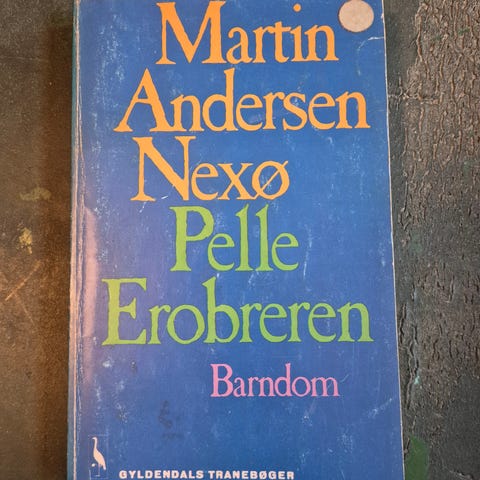 Martin
Andersen
Nexø
Pelle
Erobreren
Barndom
GYLDENDALS TRANEBØGER